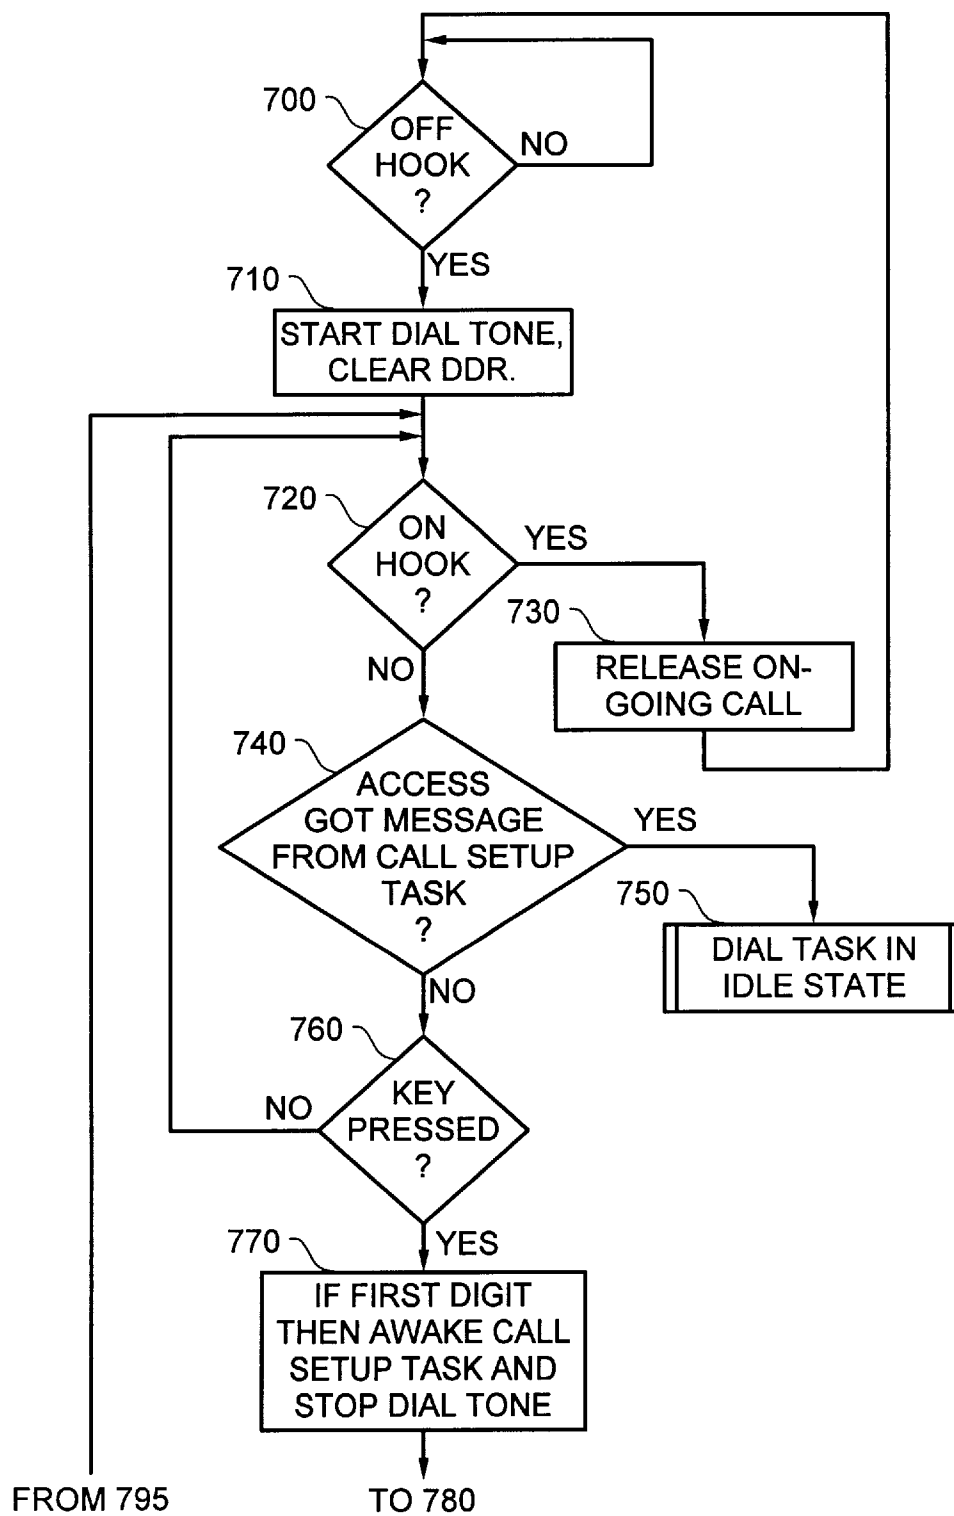 700
OFF
HOOK
?
NO
YES
710
START DIAL TONE,
CLEAR DDR.
720
ON
HOOK
?
YES
NO
730
RELEASE ON-
GOING CALL
740
ACCESS
GOT MESSAGE
FROM CALL SETUP
TASK
?
YES
NO
750
DIAL TASK IN
IDLE STATE
760
KEY
PRESSED
?
NO
YES
770
IF FIRST DIGIT
THEN AWAKE CALL
SETUP TASK AND
STOP DIAL TONE
FROM 795
TO 780